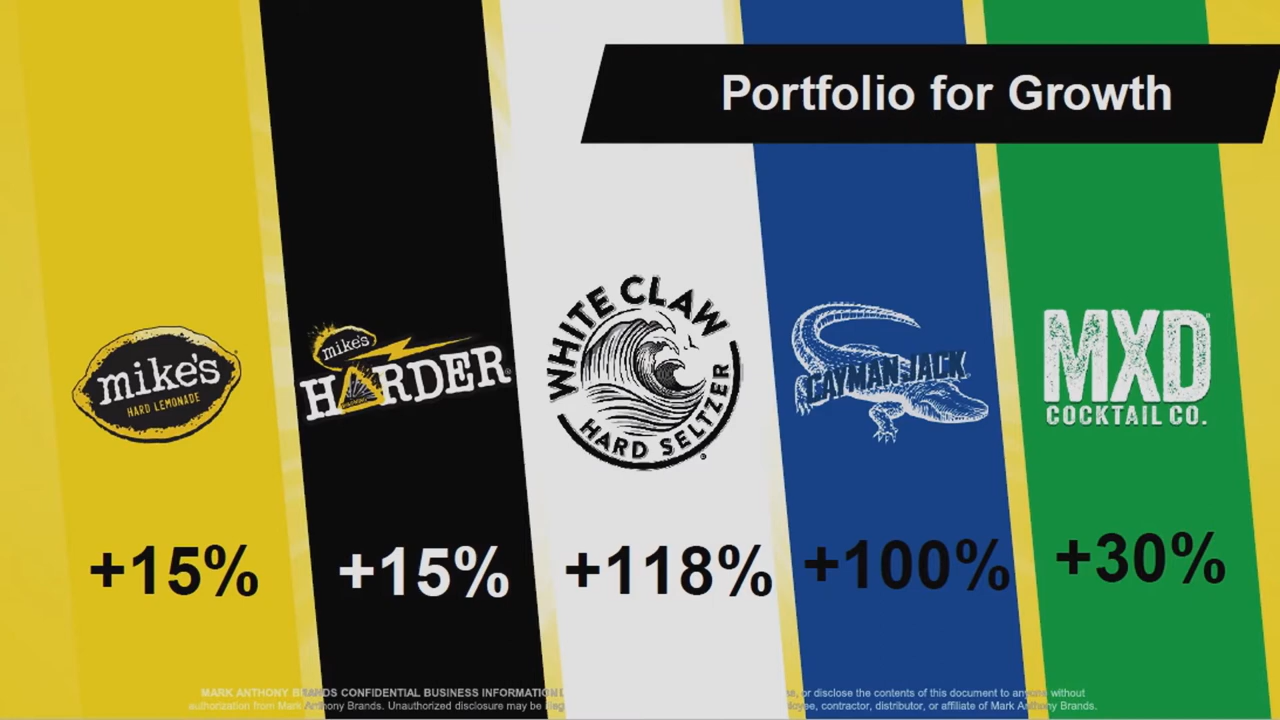 Portfolio for Growth
mike's
HARD LEMONADE
mike's
HARDER
WHITE CLAW
HARD SELTZER
CAYMAN JACK
MXD
COCKTAIL CO.
+15%
+15%
+118%
+100%
+30%
MARK ANTHONY BRANDS CONFIDENTIAL BUSINESS INFORMATION or disclose the contents of this document to anyone without
authorization from Mark Anthony Brands. Unauthorized disclosure may be contractor, distributor, or affiliate of Mark Anthony Brands.